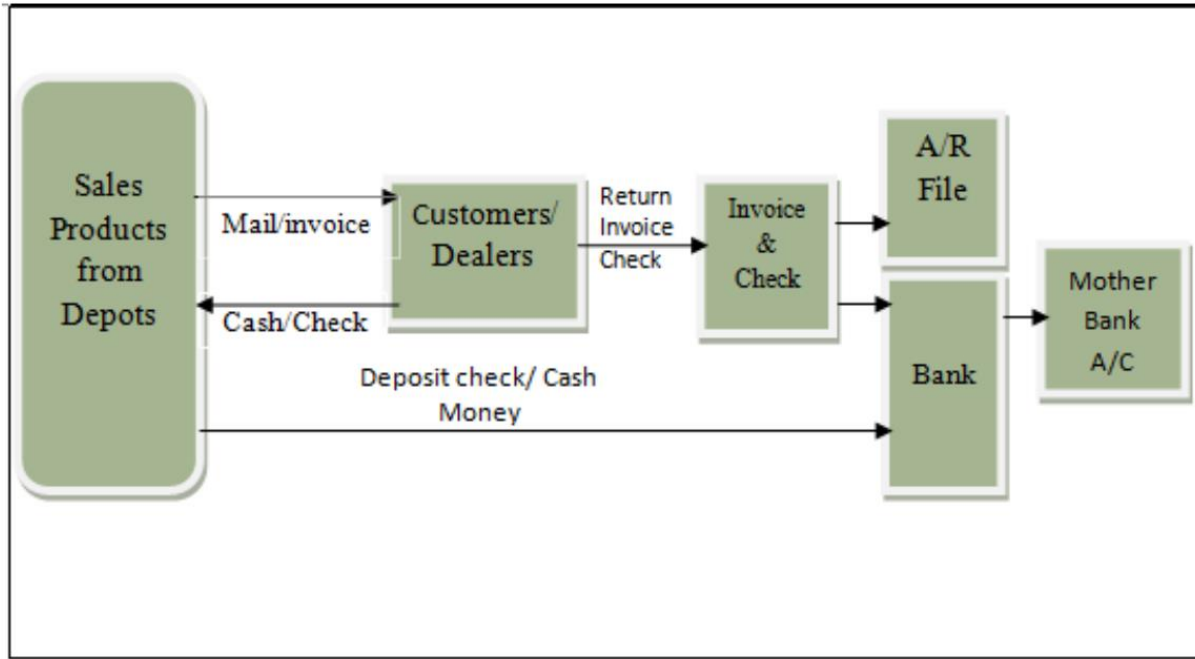 Sales
Products
from
Depots
Mail/invoice
Cash/Check
Customers/
Dealers
Return
Invoice
Check
Invoice
&
Check
A/R
File
Bank
Mother
Bank
A/C
Deposit check/ Cash
Money